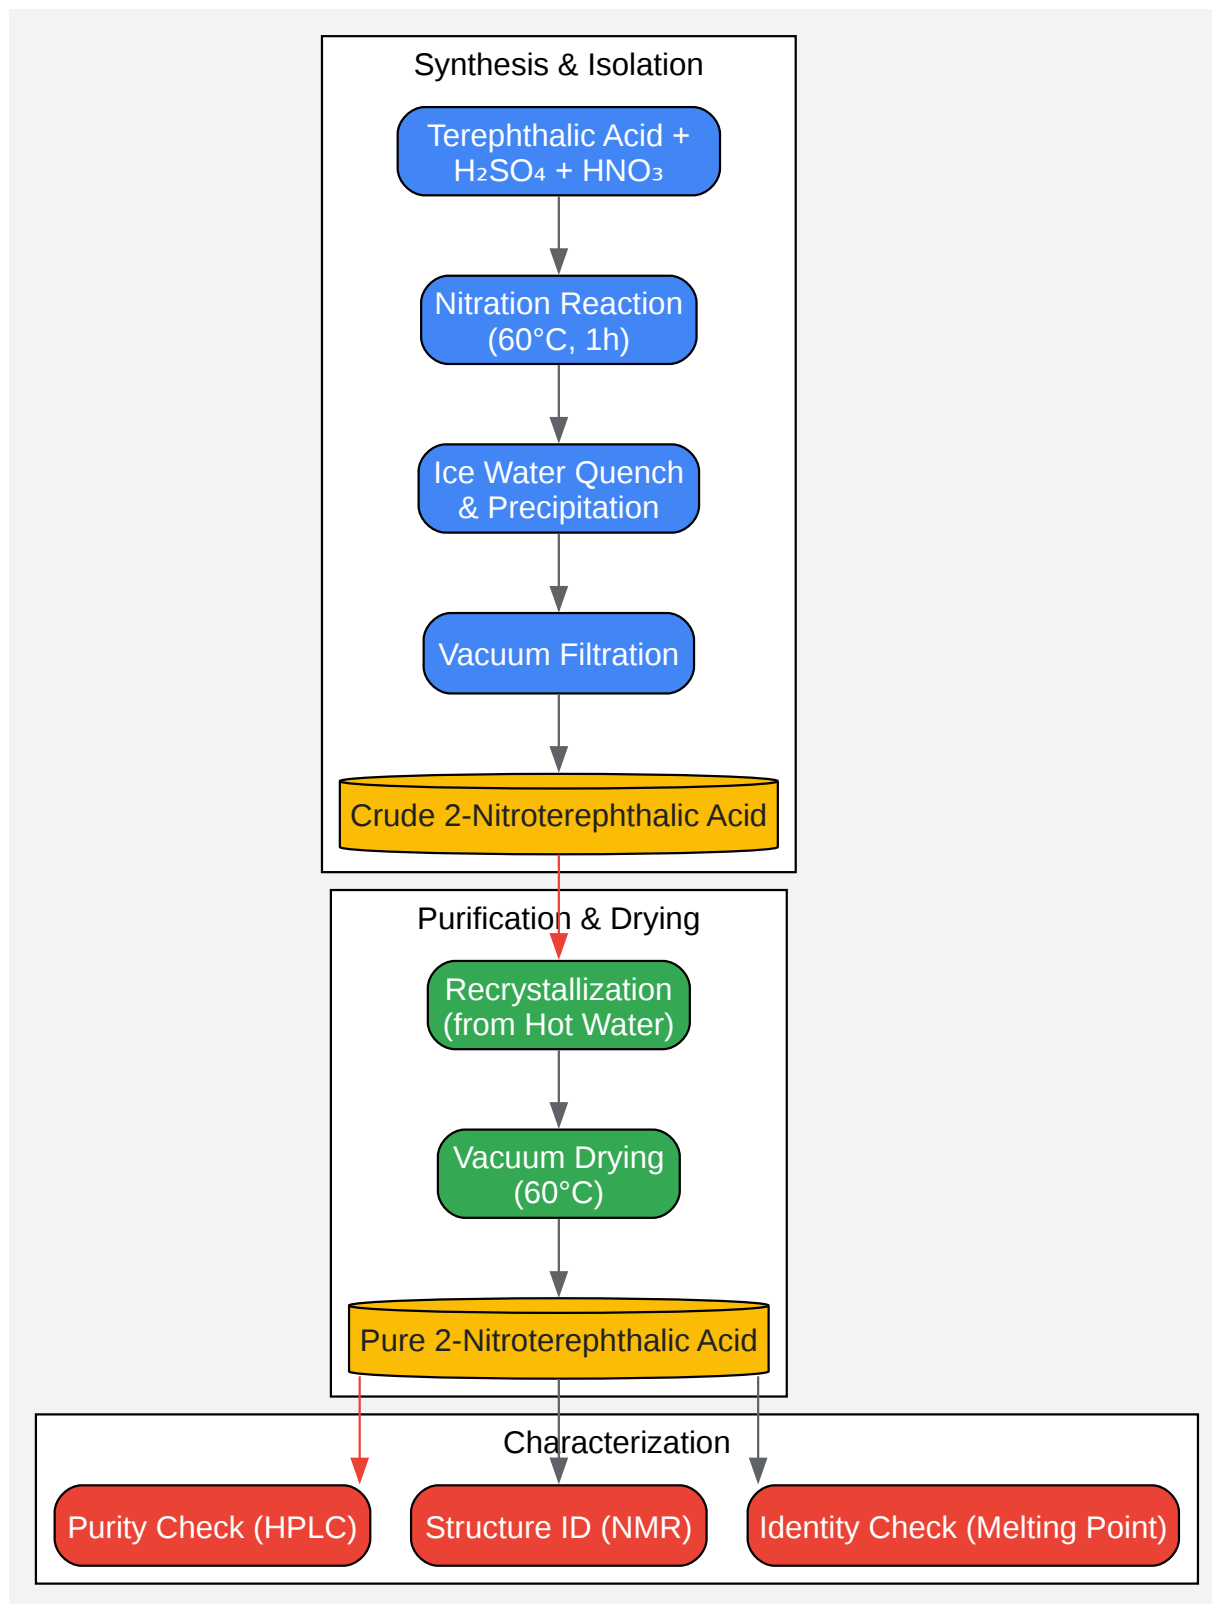 Synthesis & Isolation
Terephthalic Acid +
H₂SO₄ + HNO₃
Nitration Reaction
(60°C, 1h)
Ice Water Quench
& Precipitation
Vacuum Filtration
Crude 2-Nitroterephthalic Acid
Purification & Drying
Recrystallization
(from Hot Water)
Vacuum Drying
(60°C)
Pure 2-Nitroterephthalic Acid
Characterization
Purity Check (HPLC)
Structure ID (NMR)
Identity Check (Melting Point)